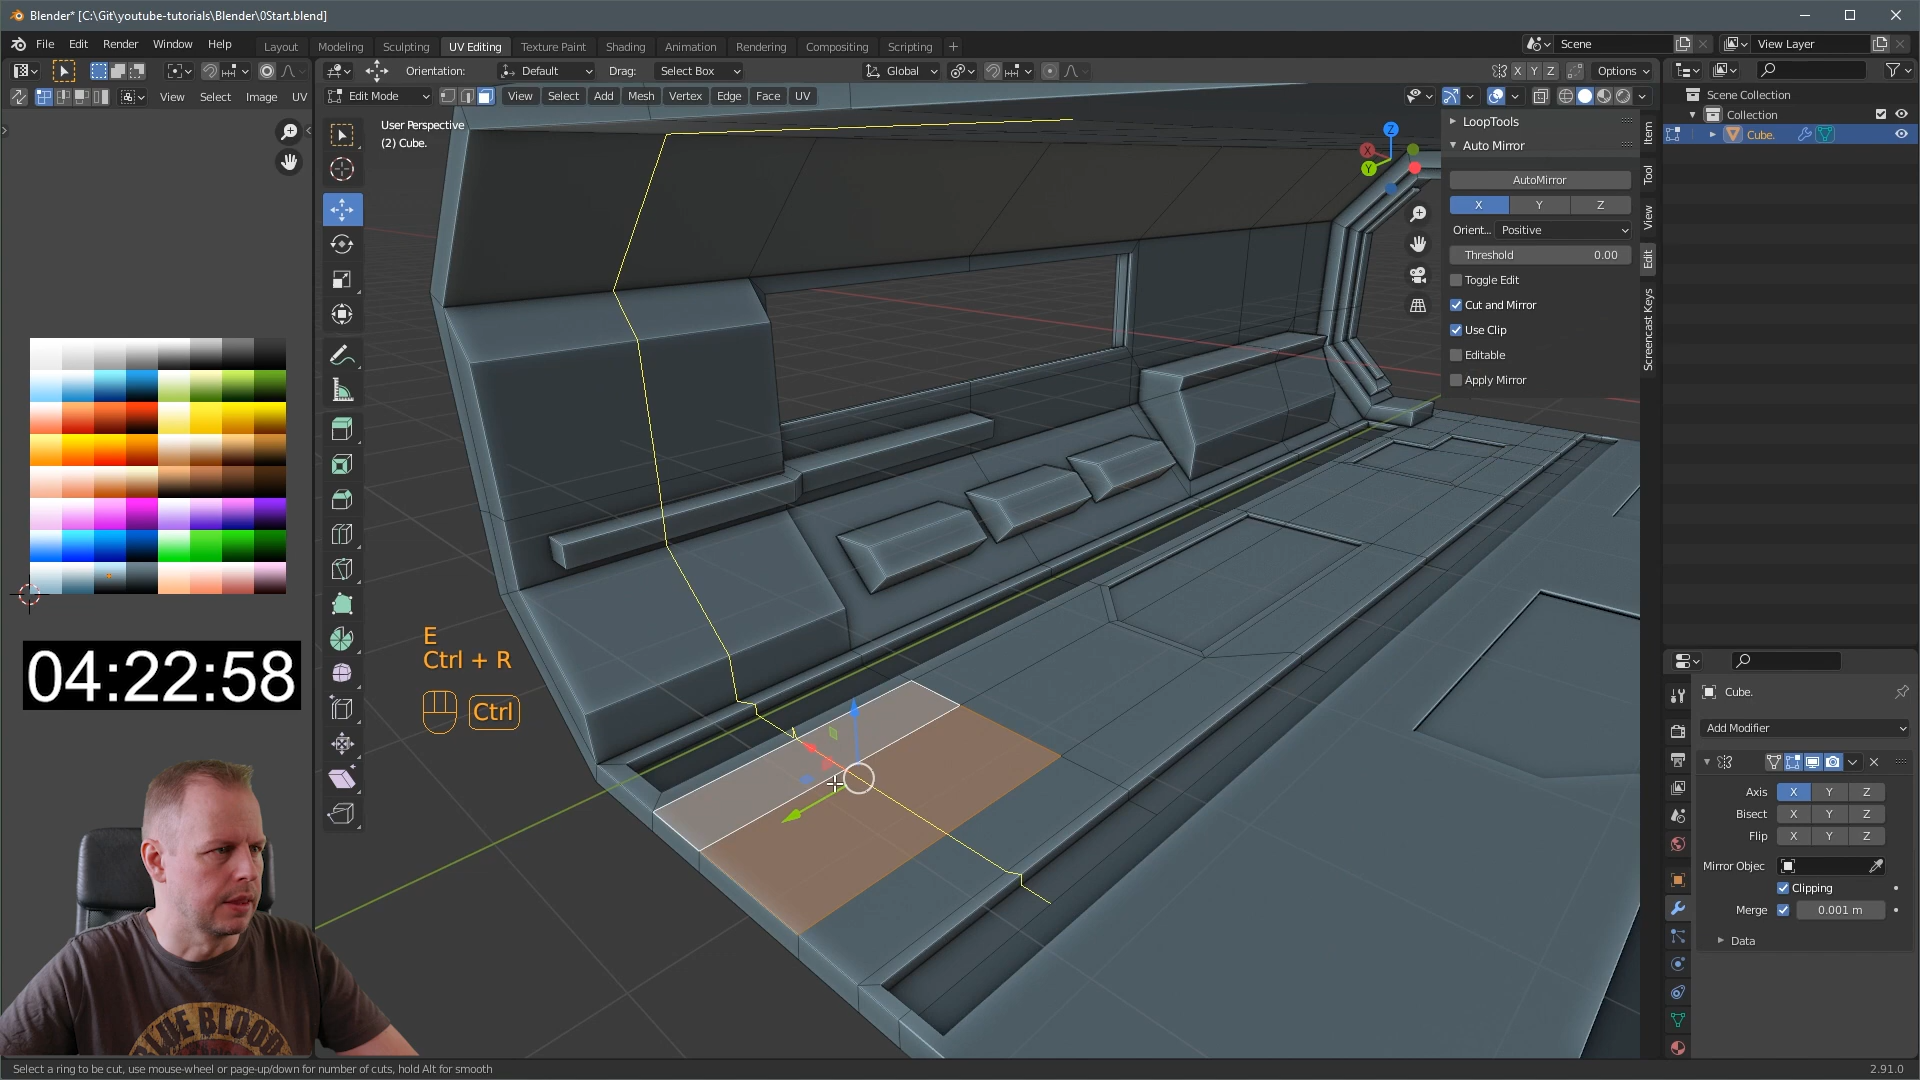 Blender* [C:\Git\youtube-tutorials\Blender\0Start.blend]
File Edit Render Window Help
Layout Modeling Sculpting UV Editing Texture Paint Shading Animation Rendering Compositing Scripting +
Scene
View Layer
Orientation: Default Drag: Select Box
Global
X Y Z
Options
View Select Image UV
Edit Mode
View Select Add Mesh Vertex Edge Face UV
User Perspective
(2) Cube.
Z
X
Y
LoopTools
Auto Mirror
AutoMirror
X Y Z
Orient... Positive
Threshold 0.00
Toggle Edit
Cut and Mirror
Use Clip
Editable
Apply Mirror
Item
Tool
View
Edit
Screencast Keys
Scene Collection
Collection
Cube.
04:22:58
E
Ctrl + R
Ctrl
Cube.
Add Modifier
Axis X Y Z
Bisect X Y Z
Flip X Y Z
Mirror Objec
Clipping
Merge 0.001 m
Data
BLUE BLOOD
Select a ring to be cut, use mouse-wheel or page-up/down for number of cuts, hold Alt for smooth
2.91.0